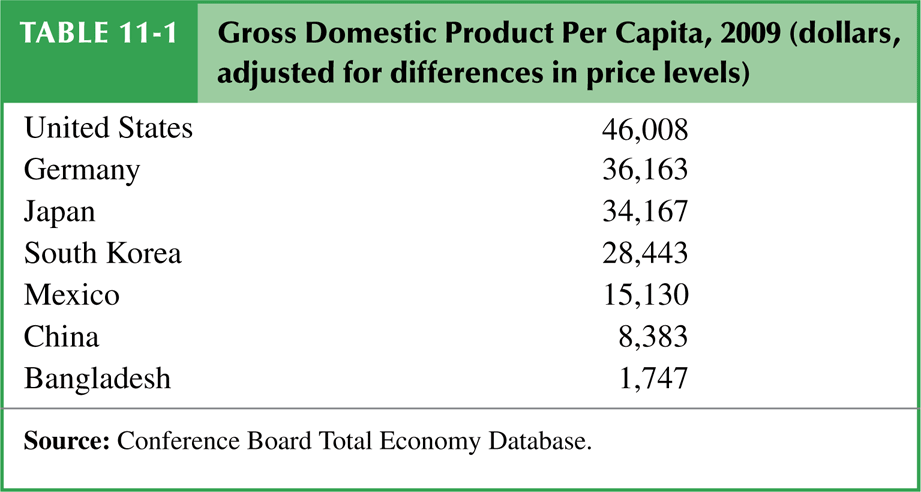 TABLE 11-1
Gross Domestic Product Per Capita, 2009 (dollars,
adjusted for differences in price levels)
United States 46,008
Germany 36,163
Japan 34,167
South Korea 28,443
Mexico 15,130
China 8,383
Bangladesh 1,747
Source: Conference Board Total Economy Database.